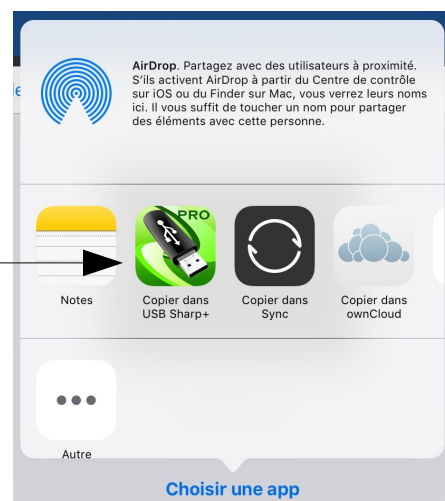 AirDrop. Partagez avec des utilisateurs à proximité.
S'ils activent AirDrop à partir du Centre de contrôle
sur iOS ou du Finder sur Mac, vous verrez leurs noms
ici. Il vous suffit de toucher un nom pour partager
des éléments avec cette personne.
PRO
Notes
Copier dans
USB Sharp+
Copier dans
Sync
Copier dans
ownCloud
Autre
Choisir une app